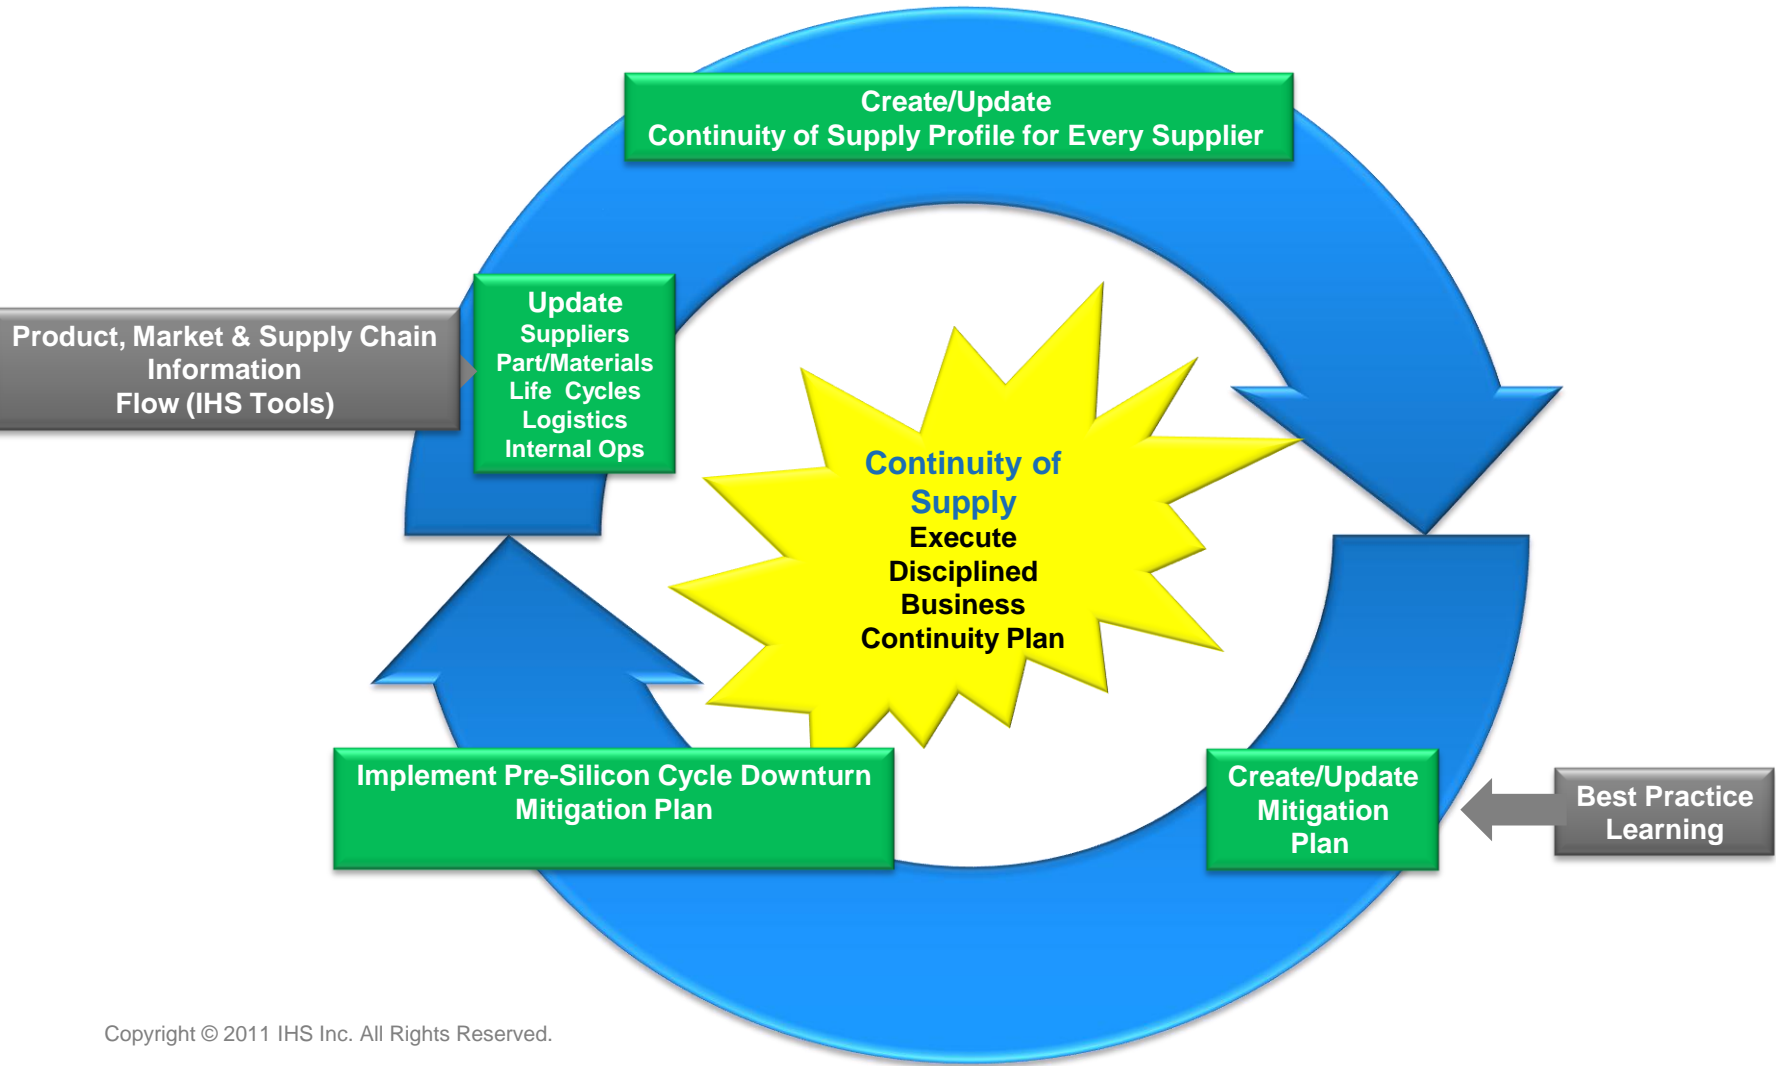 Create/Update
Continuity of Supply Profile for Every Supplier
Product, Market & Supply Chain
Information
Flow (IHS Tools)
Update
Suppliers
Part/Materials
Life Cycles
Logistics
Internal Ops
Continuity of
Supply
Execute
Disciplined
Business
Continuity Plan
Implement Pre-Silicon Cycle Downturn
Mitigation Plan
Create/Update
Mitigation
Plan
Best Practice
Learning
Copyright © 2011 IHS Inc. All Rights Reserved.